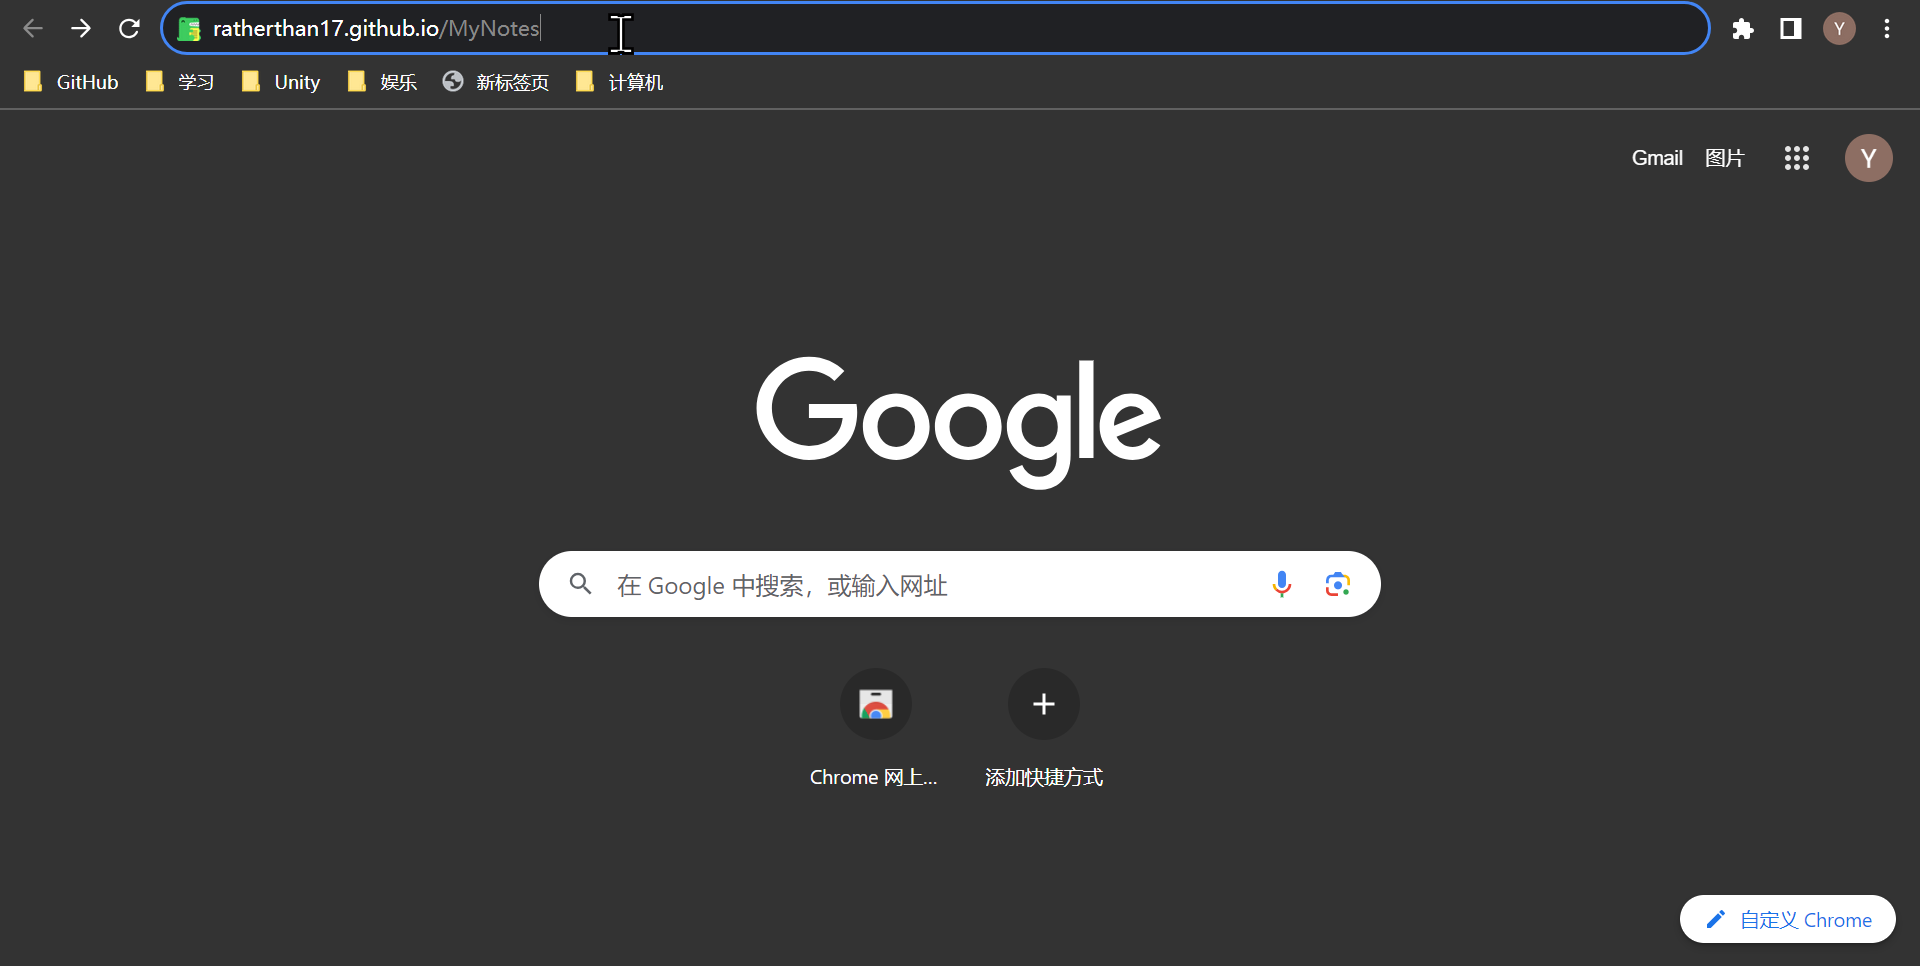 ratherthan17.github.io/MyNotes
Y
GitHub 学习 Unity 娱乐 新标签页 计算机
Gmail 图片 Y
Google
在 Google 中搜索，或输入网址
Chrome 网上... 添加快捷方式
自定义 Chrome